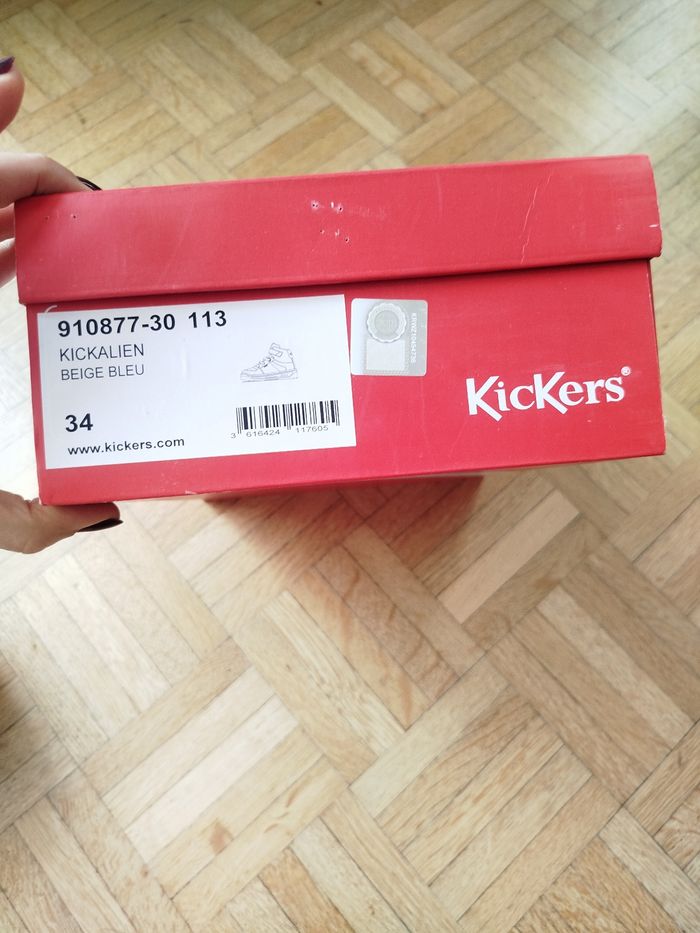 910877-30 113
KICKALIEN
BEIGE BLEU
34
www.kickers.com
3 616424 117605
KicKers®